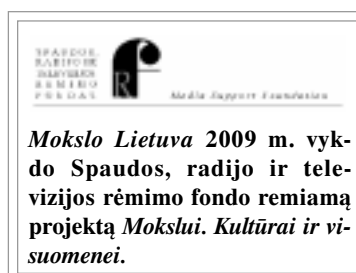 SPAUDOS,
RADIJO IR
TELEVIZIJOS
RĖMIMO
FONDAS
Media Support Foundation
Mokslo Lietuva 2009 m. vyk-
do Spaudos, radijo ir tele-
vizijos rėmimo fondo remiamą
projektą Mokslui. Kultūrai ir vi-
suomenei.